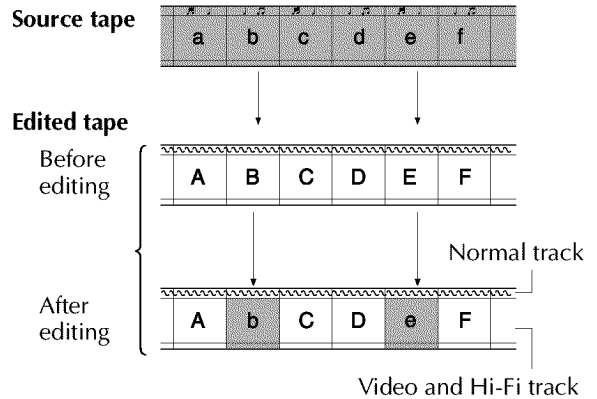 Source tape
a b c d e f
Edited tape
Before
editing
A B C D E F
Normal track
After
editing
A b C D e F
Video and Hi-Fi track